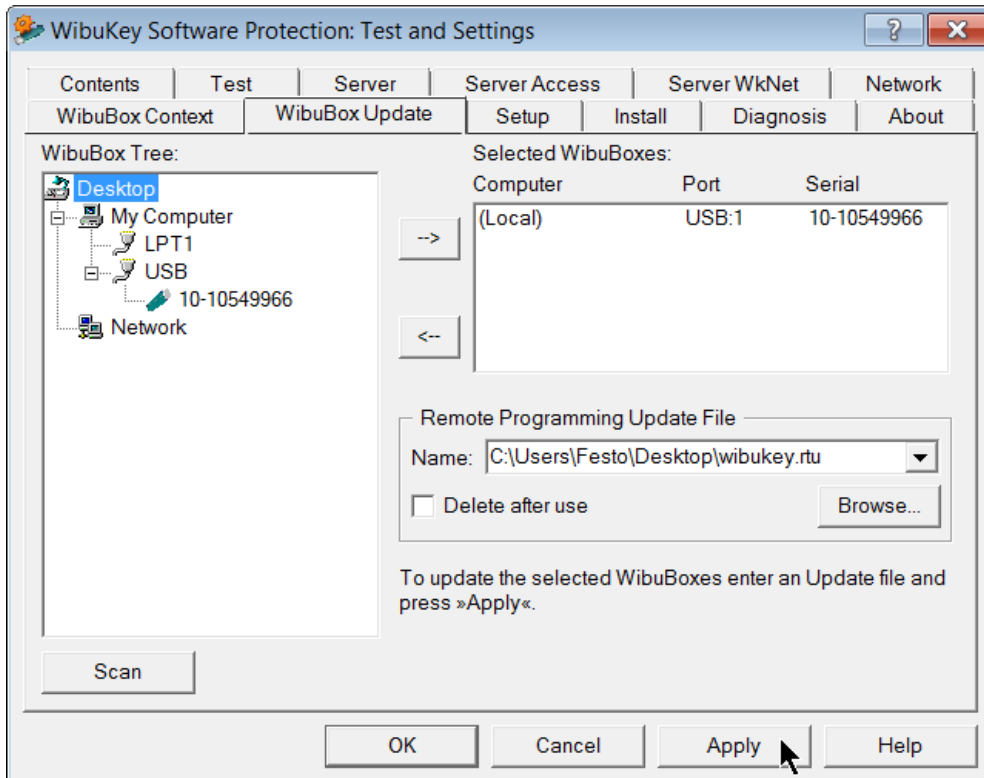 WibuKey Software Protection: Test and Settings
Contents Test Server Server Access Server WkNet Network
WibuBox Context WibuBox Update Setup Install Diagnosis About
WibuBox Tree:
Desktop
My Computer
LPT1
USB
10-10549966
Network
Scan
Selected WibuBoxes:
Computer Port Serial
(Local) USB:1 10-10549966
-->
<--
Remote Programming Update File
Name: C:\Users\Festo\Desktop\wibukey.rtu
Delete after use Browse...
To update the selected WibuBoxes enter an Update file and
press »Apply«.
OK Cancel Apply Help